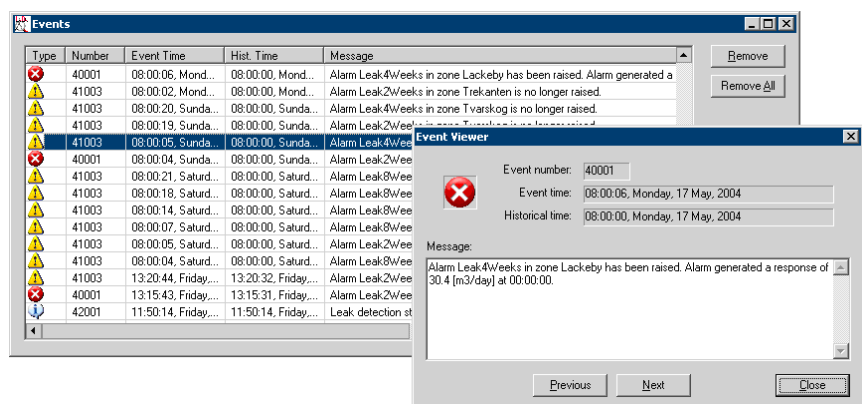 Events
Type Number Event Time Hist. Time Message
40001 08:00:06, Mond... 08:00:00, Mond... Alarm Leak4Weeks in zone Lackeby has been raised. Alarm generated a
41003 08:00:02, Mond... 08:00:00, Mond... Alarm Leak2Weeks in zone Trekanten is no longer raised.
41003 08:00:20, Sunda... 08:00:00, Sunda... Alarm Leak4Weeks in zone Tvarskog is no longer raised.
41003 08:00:19, Sunda... 08:00:00, Sunda... Alarm
41003 08:00:05, Sunda... 08:00:00, Sunda... Alarm Leak4Wee
40001 08:00:04, Sunda... 08:00:00, Sunda... Alarm Leak2Wee
41003 08:00:21, Saturd... 08:00:00, Saturd... Alarm Leak8Wee
41003 08:00:18, Saturd... 08:00:00, Saturd... Alarm Leak8Wee
41003 08:00:14, Saturd... 08:00:00, Saturd... Alarm Leak8Wee
41003 08:00:07, Saturd... 08:00:00, Saturd... Alarm Leak8Wee
41003 08:00:05, Saturd... 08:00:00, Saturd... Alarm Leak2Wee
41003 08:00:04, Saturd... 08:00:00, Saturd... Alarm Leak8Wee
41003 13:20:44, Friday,... 13:20:32, Friday,... Alarm Leak2Wee
40001 13:15:43, Friday,... 13:15:31, Friday,... Alarm Leak2Wee
42001 11:50:14, Friday,... 11:50:14, Friday,... Leak detection st
Remove
Remove All
Event Viewer
Event number: 40001
Event time: 08:00:06, Monday, 17 May, 2004
Historical time: 08:00:00, Monday, 17 May, 2004
Message:
Alarm Leak4Weeks in zone Lackeby has been raised. Alarm generated a response of
30.4 [m3/day] at 00:00:00.
Previous Next Close